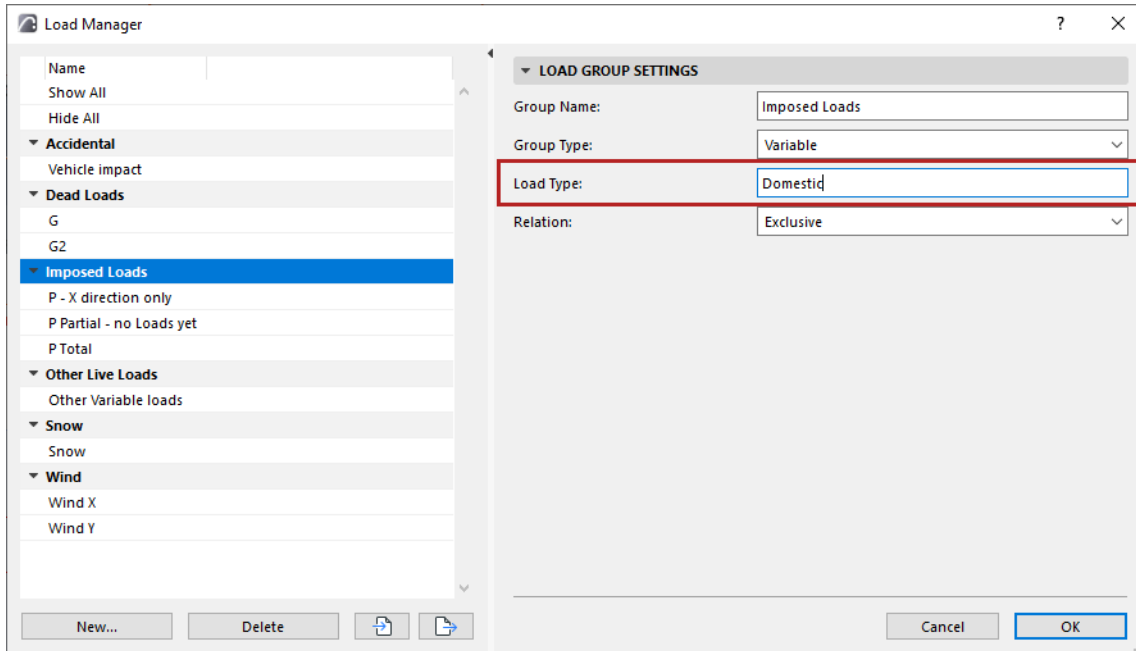 Load Manager
?
Name
Show All
Hide All
Accidental
Vehicle impact
Dead Loads
G
G2
Imposed Loads
P - X direction only
P Partial - no Loads yet
P Total
Other Live Loads
Other Variable loads
Snow
Snow
Wind
Wind X
Wind Y
New...
Delete
LOAD GROUP SETTINGS
Group Name: Imposed Loads
Group Type: Variable
Load Type: Domestic
Relation: Exclusive
Cancel
OK